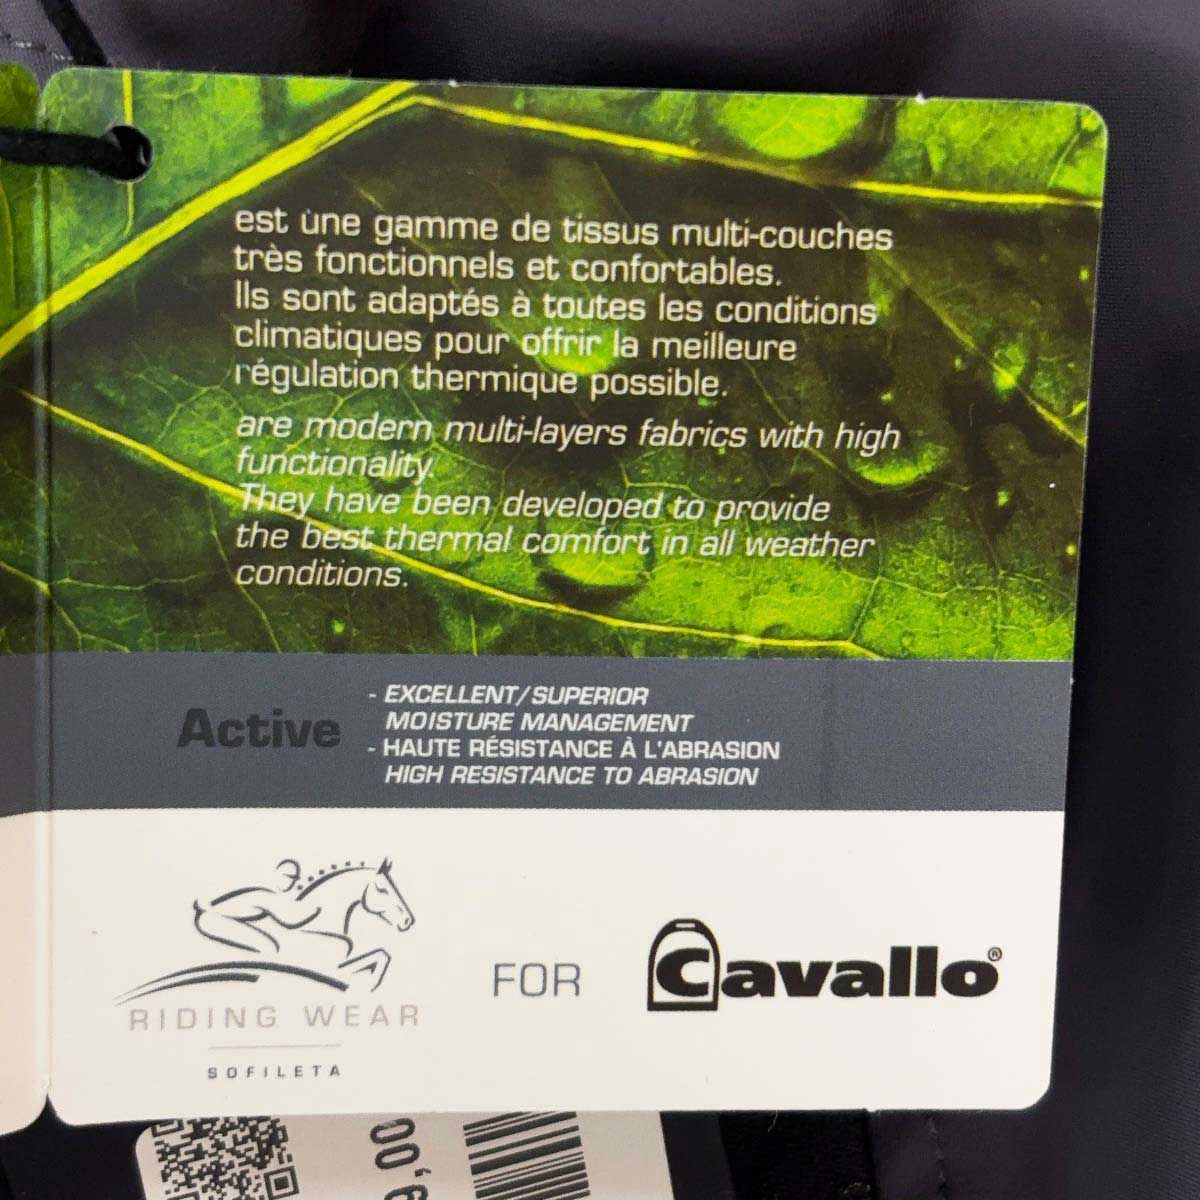 est une gamme de tissus multi-couches
très fonctionnels et confortables.
Ils sont adaptés à toutes les conditions
climatiques pour offrir la meilleure
régulation thermique possible.
are modern multi-layers fabrics with high
functionality.
They have been developed to provide
the best thermal comfort in all weather
conditions.
Active
- EXCELLENT/SUPERIOR
MOISTURE MANAGEMENT
- HAUTE RÉSISTANCE À L'ABRASION
HIGH RESISTANCE TO ABRASION
RIDING WEAR
SOFILETA
FOR
Cavallo®